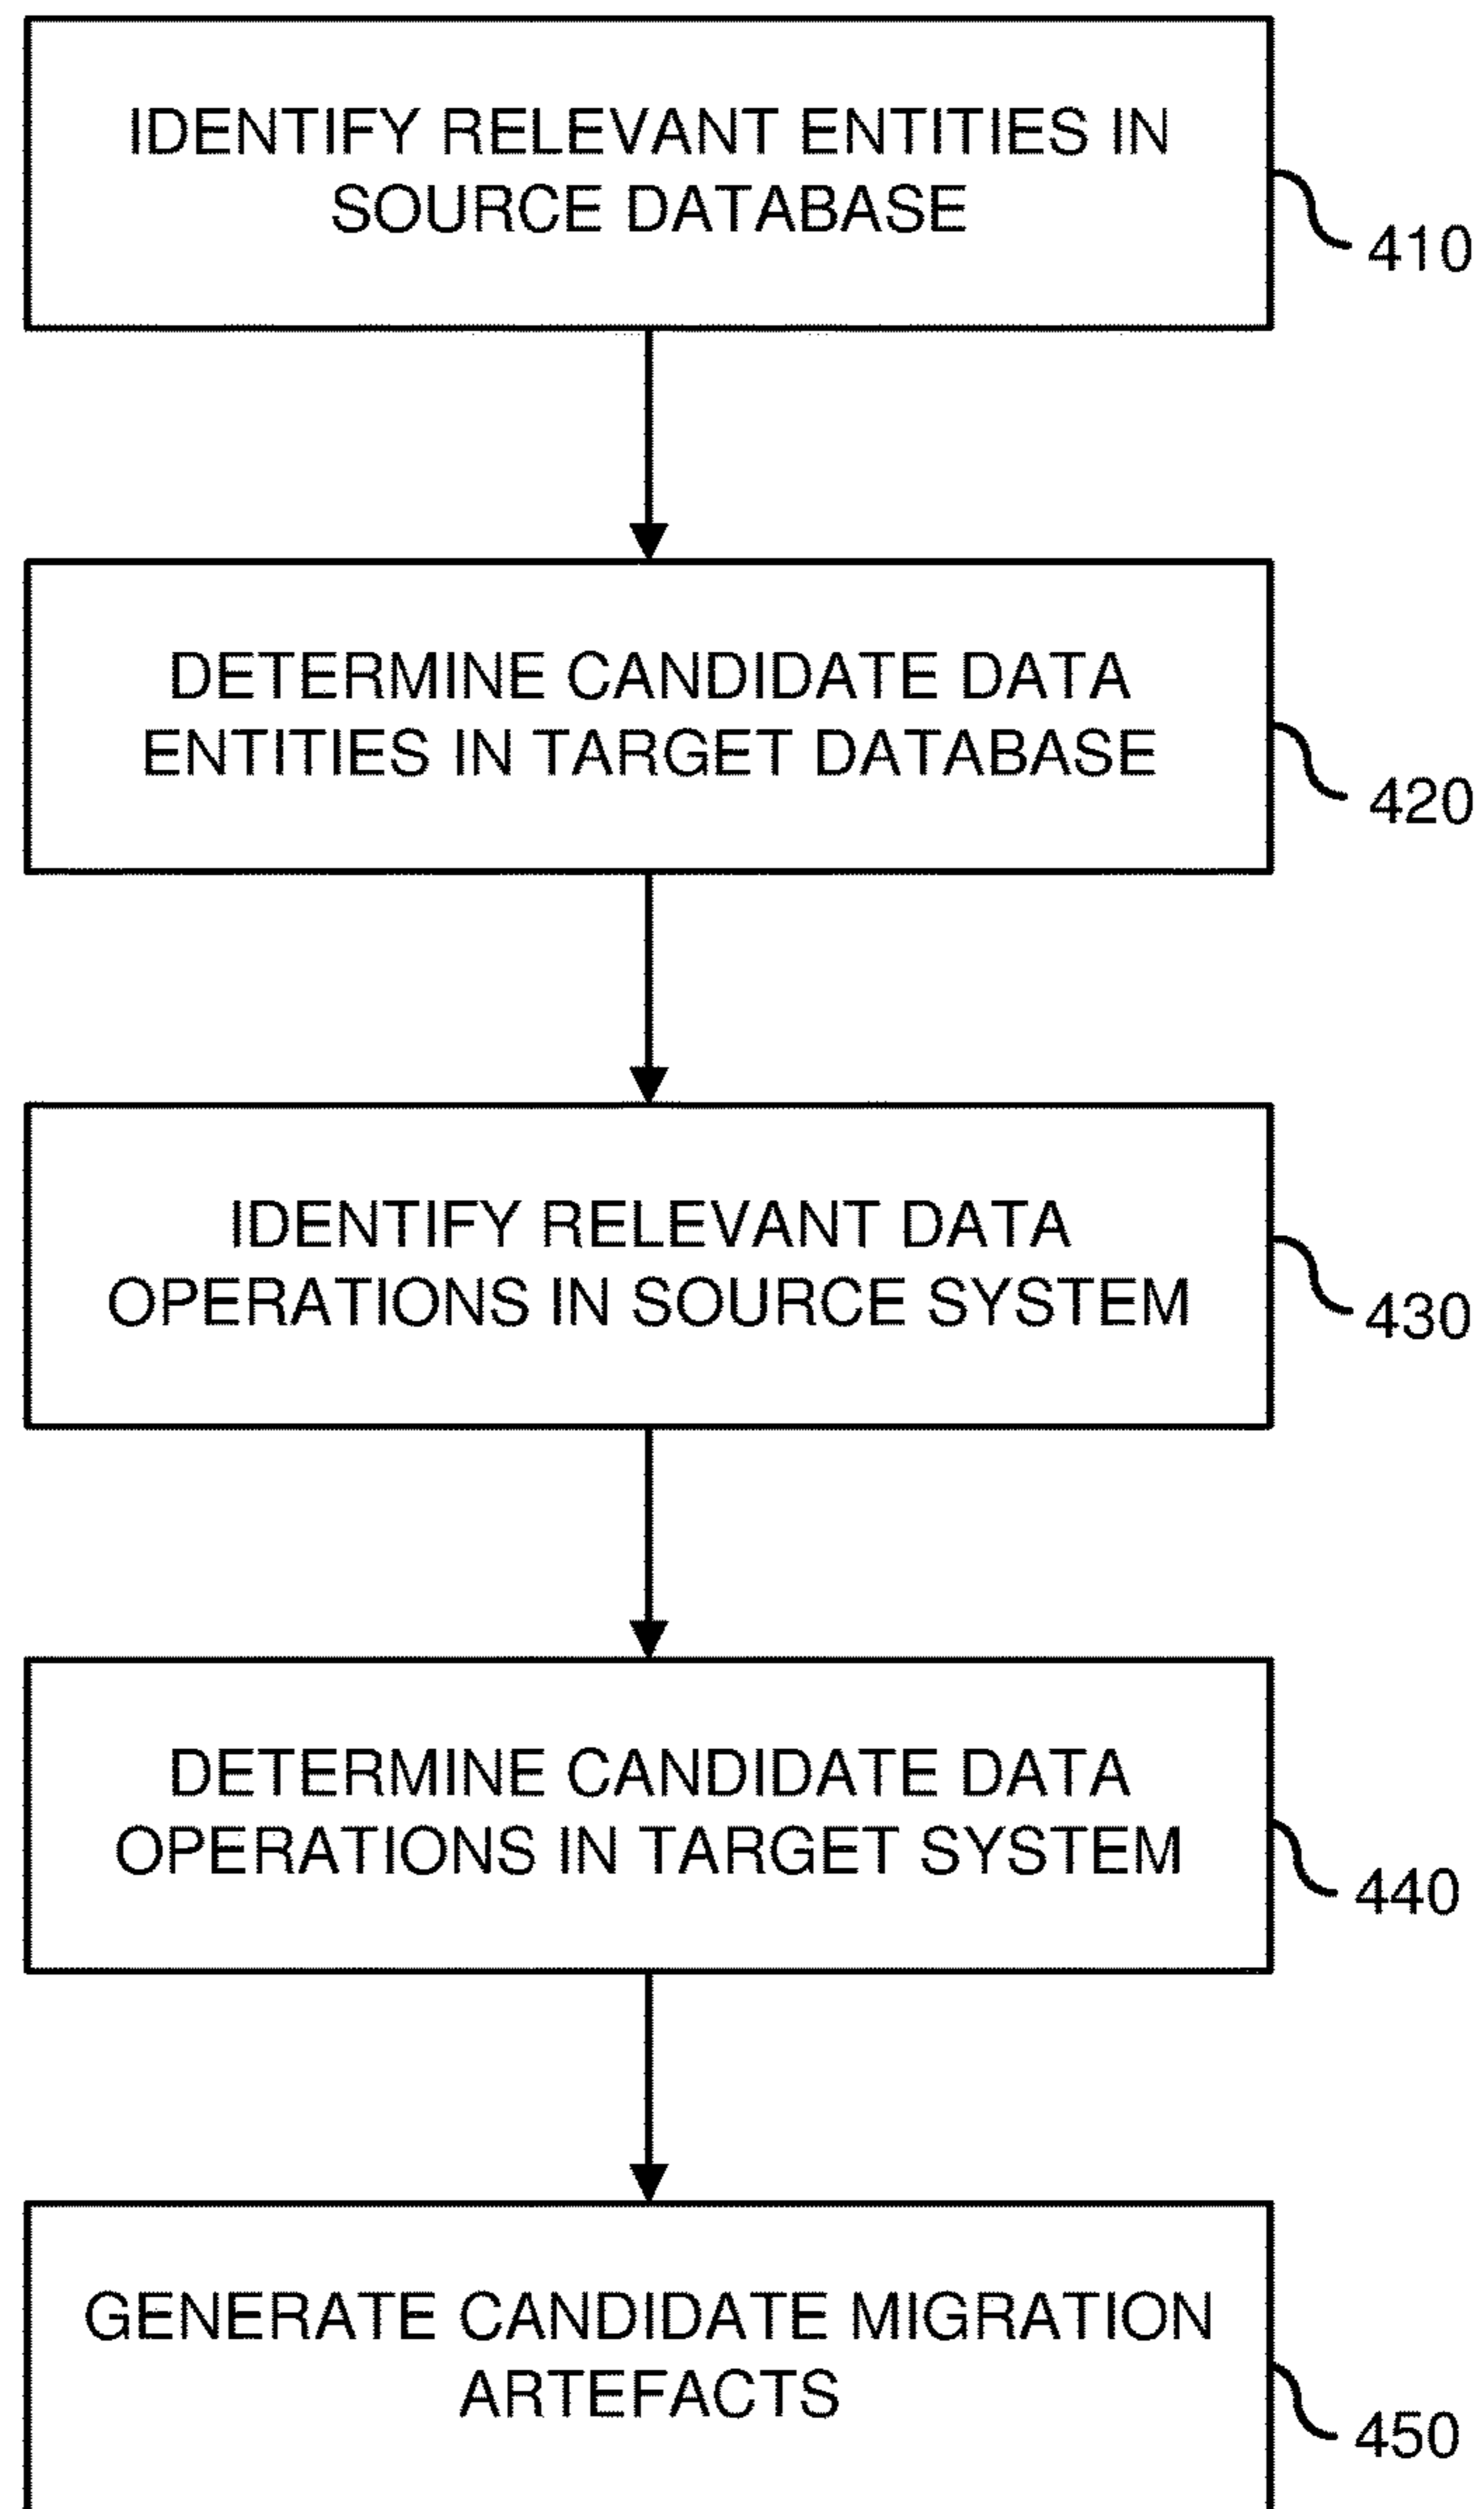 IDENTIFY RELEVANT ENTITIES IN
SOURCE DATABASE
410
DETERMINE CANDIDATE DATA
ENTITIES IN TARGET DATABASE
420
IDENTIFY RELEVANT DATA
OPERATIONS IN SOURCE SYSTEM
430
DETERMINE CANDIDATE DATA
OPERATIONS IN TARGET SYSTEM
440
GENERATE CANDIDATE MIGRATION
ARTEFACTS
450